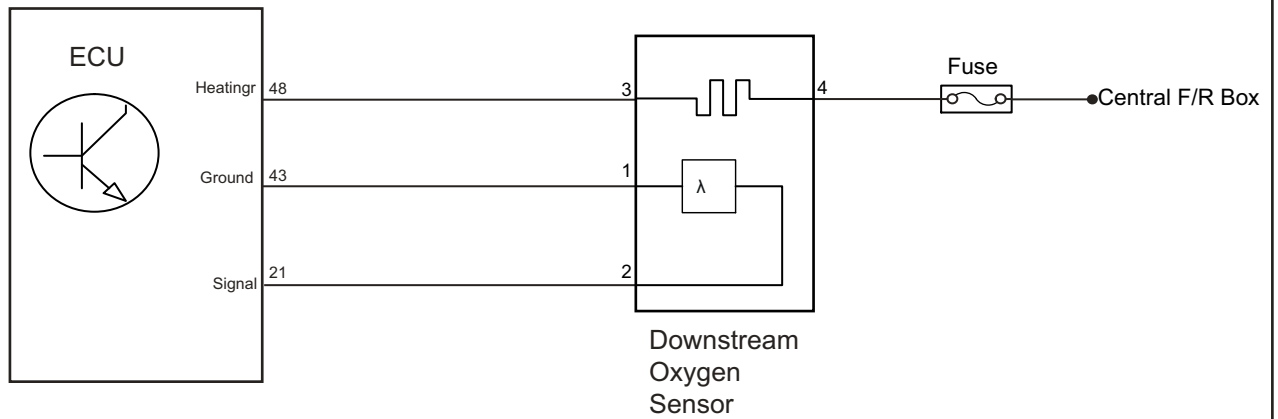 ECU
Heatingr 48
3
4
Fuse
Central F/R Box
Ground 43
1
λ
Signal 21
2
Downstream
Oxygen
Sensor